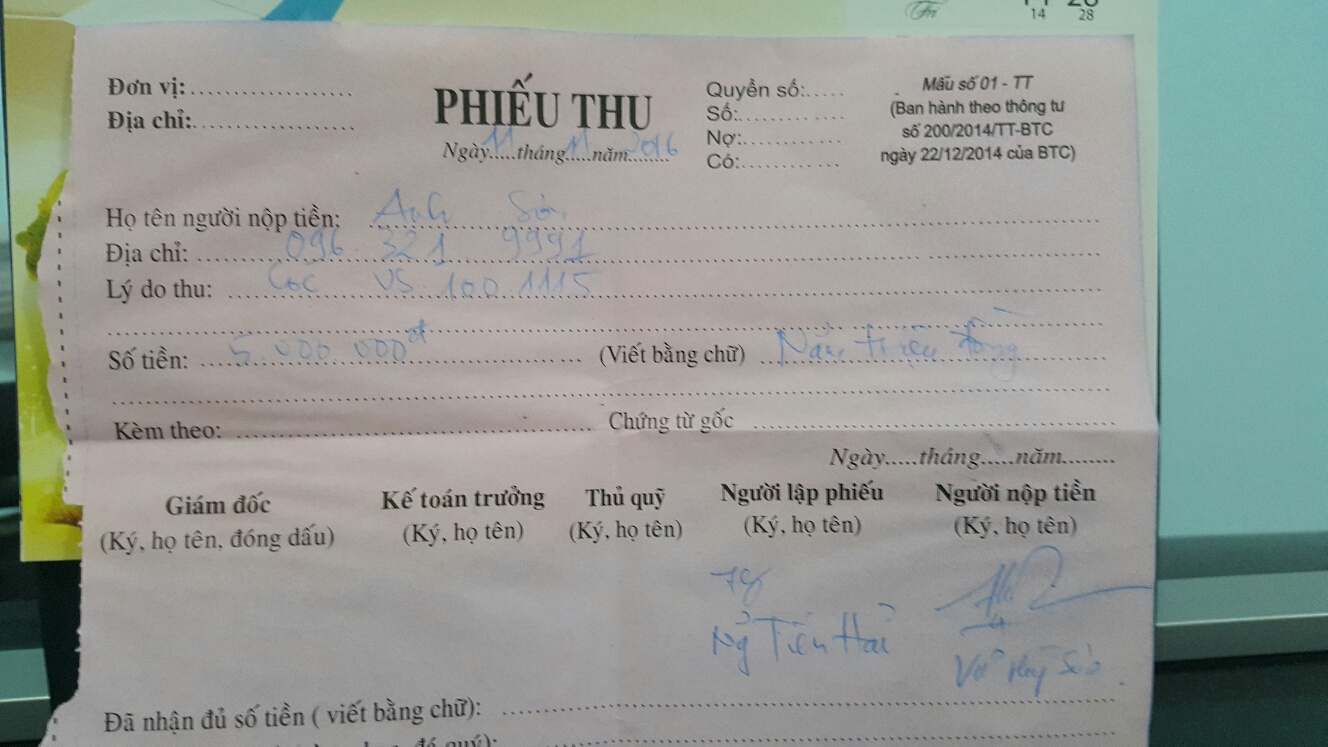 14 28
Đơn vị:
Địa chỉ:
PHIẾU THU
Ngày 11 tháng 11 năm 2016
Quyển số:
Số:
Nợ:
Có:
Mẫu số 01 - TT
(Ban hành theo thông tư
số 200/2014/TT-BTC
ngày 22/12/2014 của BTC)
Họ tên người nộp tiền: Anh
Địa chỉ: 096 321 9991
Lý do thu: Cọc VS 100 1115
Số tiền: 5 000 000đ (Viết bằng chữ) Năm triệu đồng
Kèm theo: Chứng từ gốc
Ngày.....tháng.....năm.........
Giám đốc Kế toán trưởng Thủ quỹ Người lập phiếu Người nộp tiền
(Ký, họ tên, đóng dấu) (Ký, họ tên) (Ký, họ tên) (Ký, họ tên) (Ký, họ tên)
Tiến Hải
Đã nhận đủ số tiền ( viết bằng chữ):